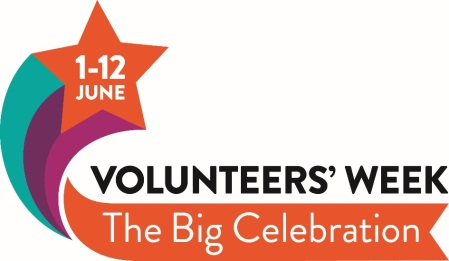 1-12
JUNE
VOLUNTEERS’ WEEK
The Big Celebration